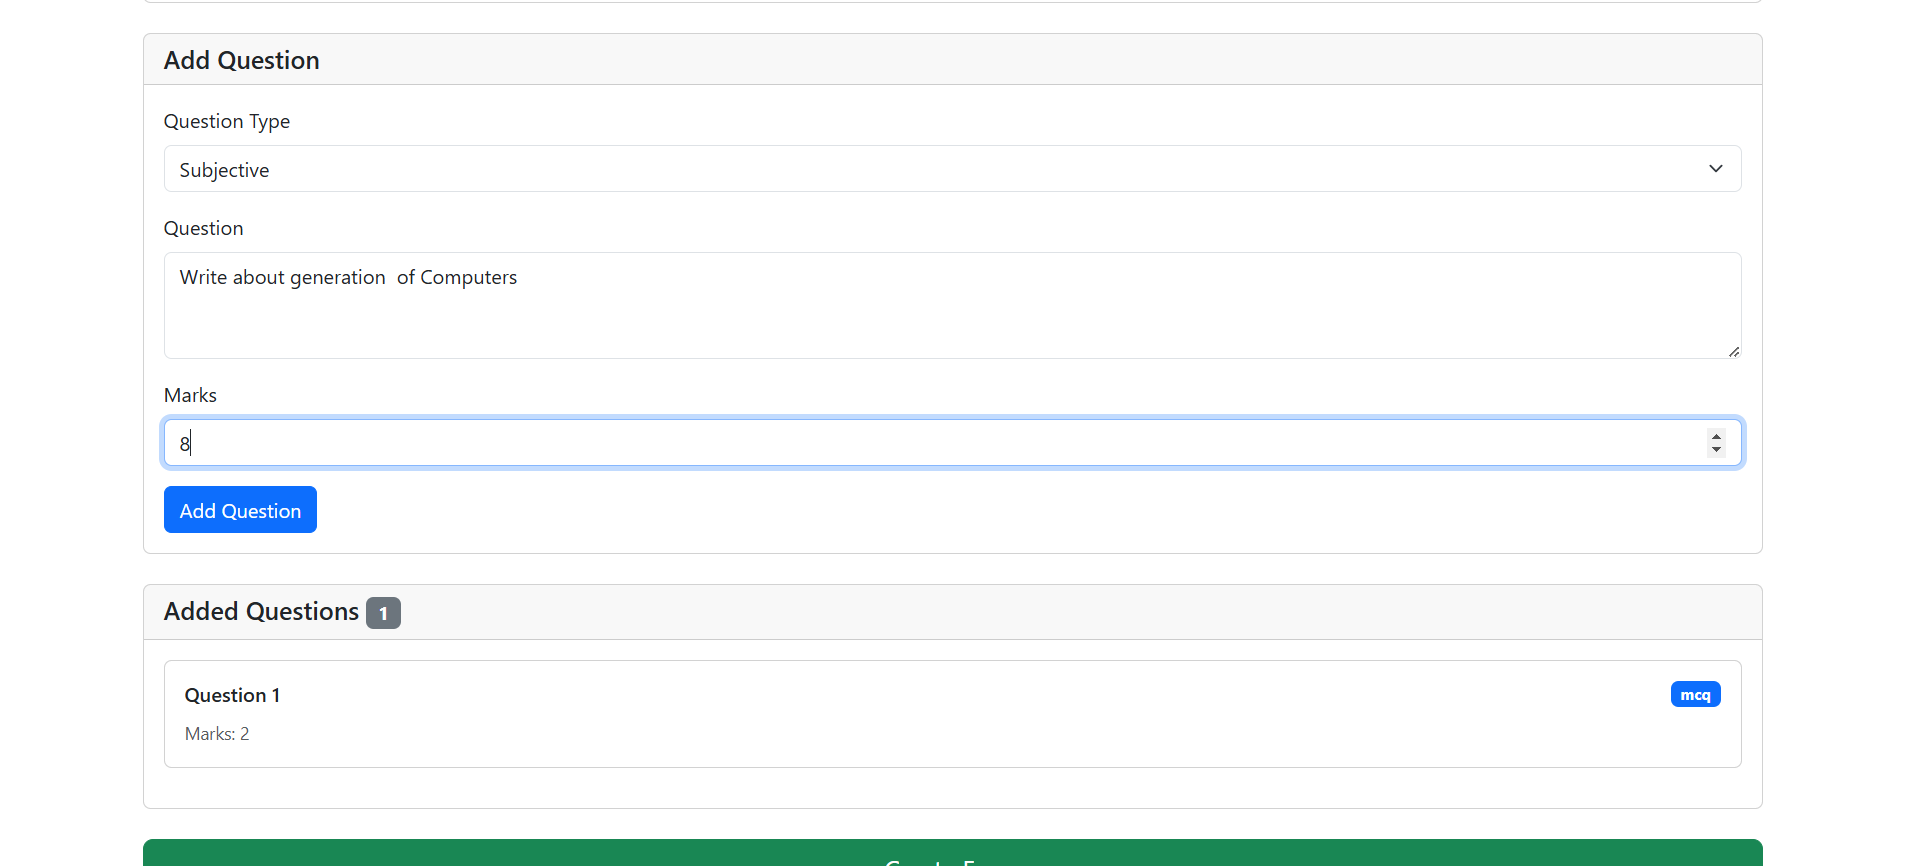 Add Question
Question Type
Subjective
Question
Write about generation  of Computers
Marks
8
Add Question
Added Questions 1
Question 1
mcq
Marks: 2